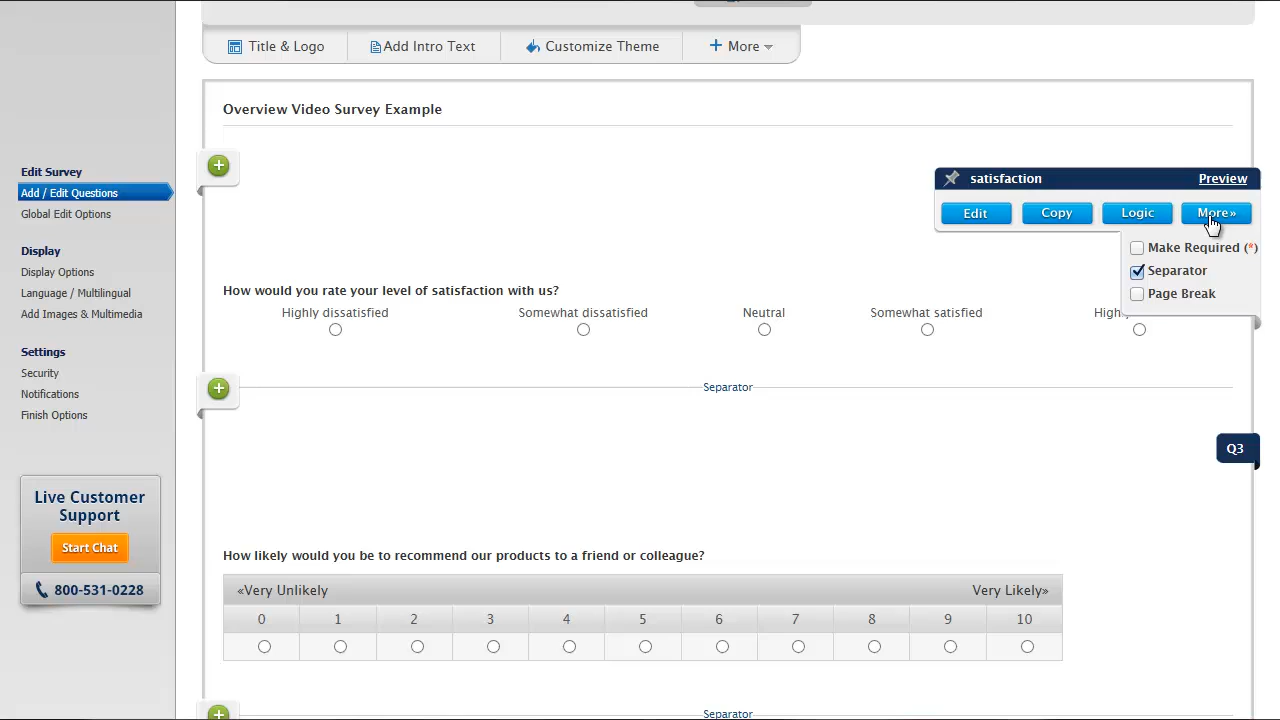 Title & Logo
Add Intro Text
Customize Theme
+ More
Overview Video Survey Example
Edit Survey
Add / Edit Questions
Global Edit Options
Display
Display Options
Language / Multilingual
Add Images & Multimedia
Settings
Security
Notifications
Finish Options
Live Customer
Support
Start Chat
800-531-0228
satisfaction
Preview
Edit
Copy
Logic
More»
Make Required (*)
Separator
Page Break
How would you rate your level of satisfaction with us?
Highly dissatisfied
Somewhat dissatisfied
Neutral
Somewhat satisfied
Separator
Q3
How likely would you be to recommend our products to a friend or colleague?
«Very Unlikely
Very Likely»
0 1 2 3 4 5 6 7 8 9 10
Separator